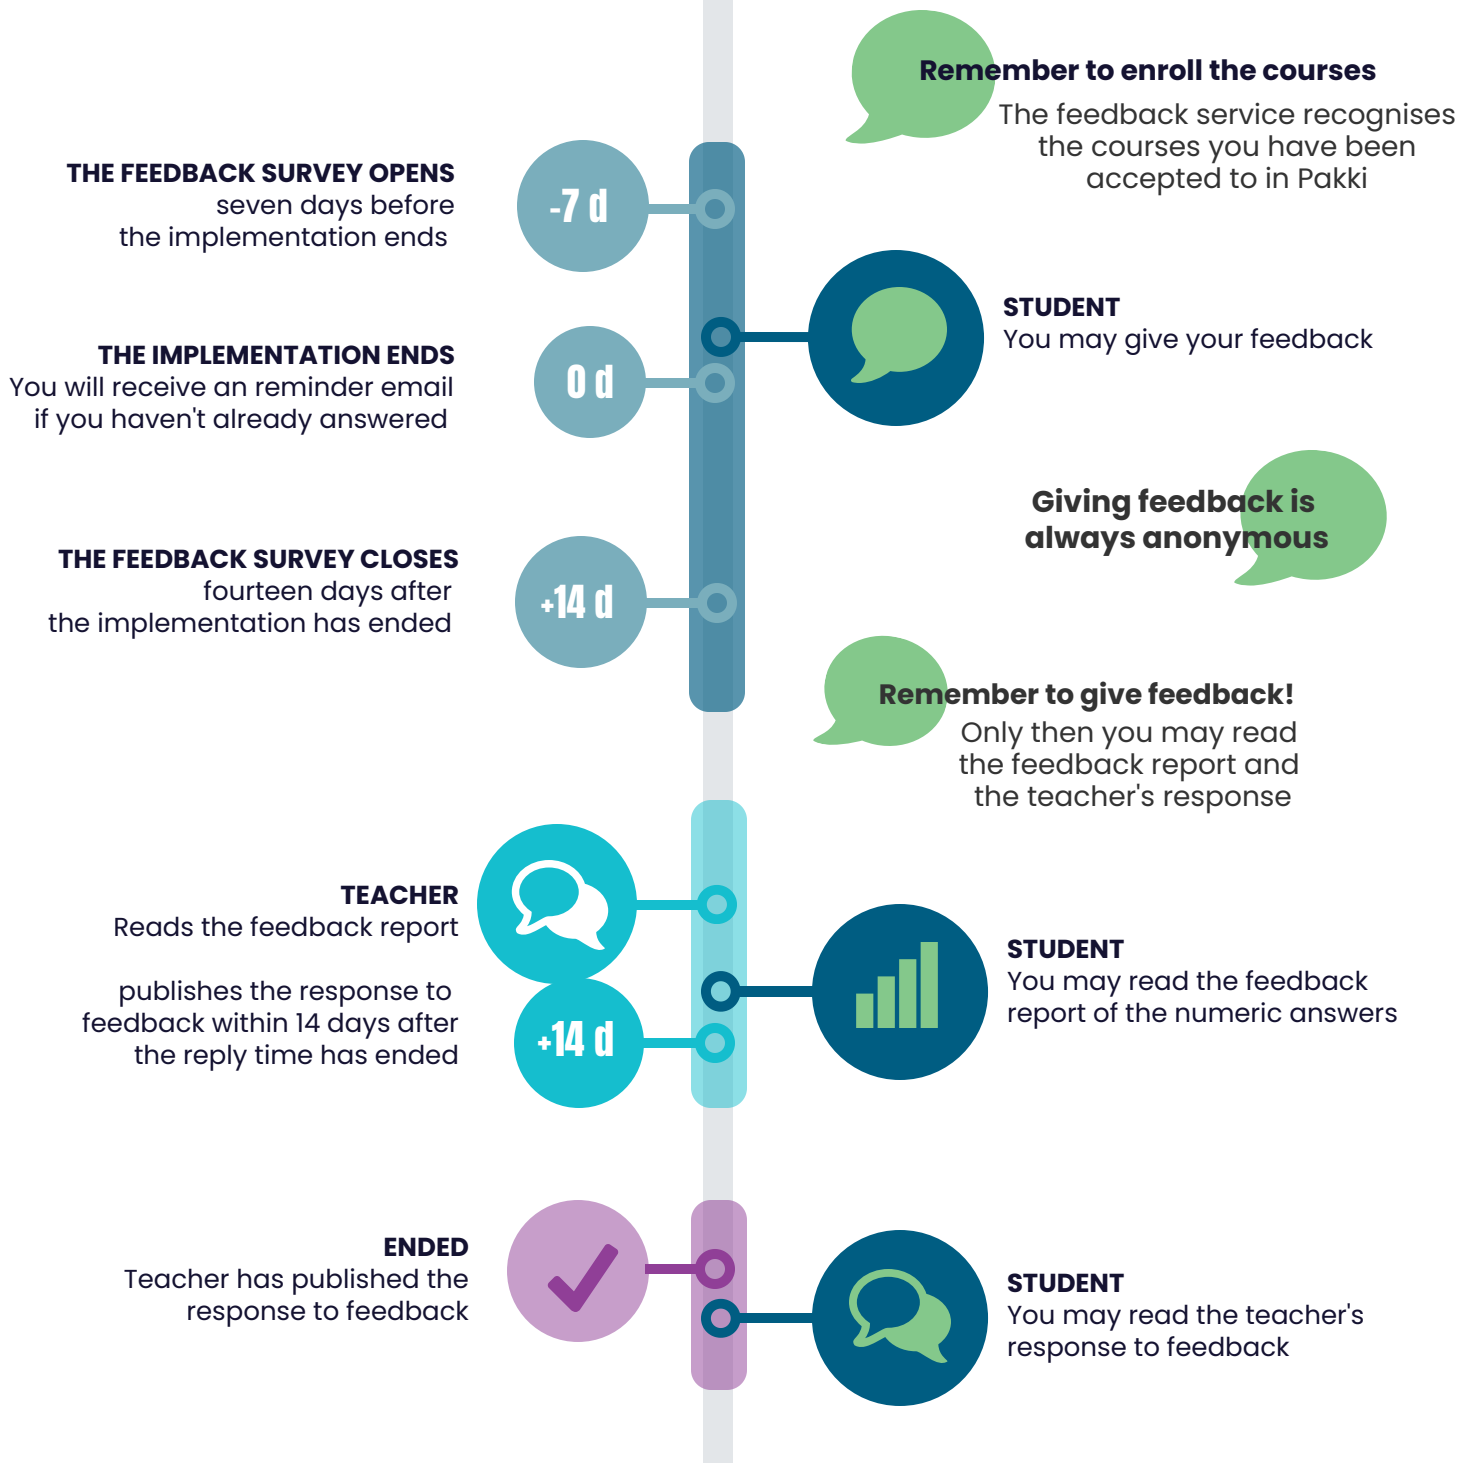 Remember to enroll the courses
The feedback service recognises
the courses you have been
accepted to in Pakki
THE FEEDBACK SURVEY OPENS
seven days before
the implementation ends
-7 d
STUDENT
You may give your feedback
THE IMPLEMENTATION ENDS
You will receive an reminder email
if you haven't already answered
0 d
Giving feedback is
always anonymous
THE FEEDBACK SURVEY CLOSES
fourteen days after
the implementation has ended
+14 d
Remember to give feedback!
Only then you may read
the feedback report and
the teacher's response
TEACHER
Reads the feedback report
publishes the response to
feedback within 14 days after
the reply time has ended
+14 d
STUDENT
You may read the feedback
report of the numeric answers
ENDED
Teacher has published the
response to feedback
STUDENT
You may read the teacher's
response to feedback